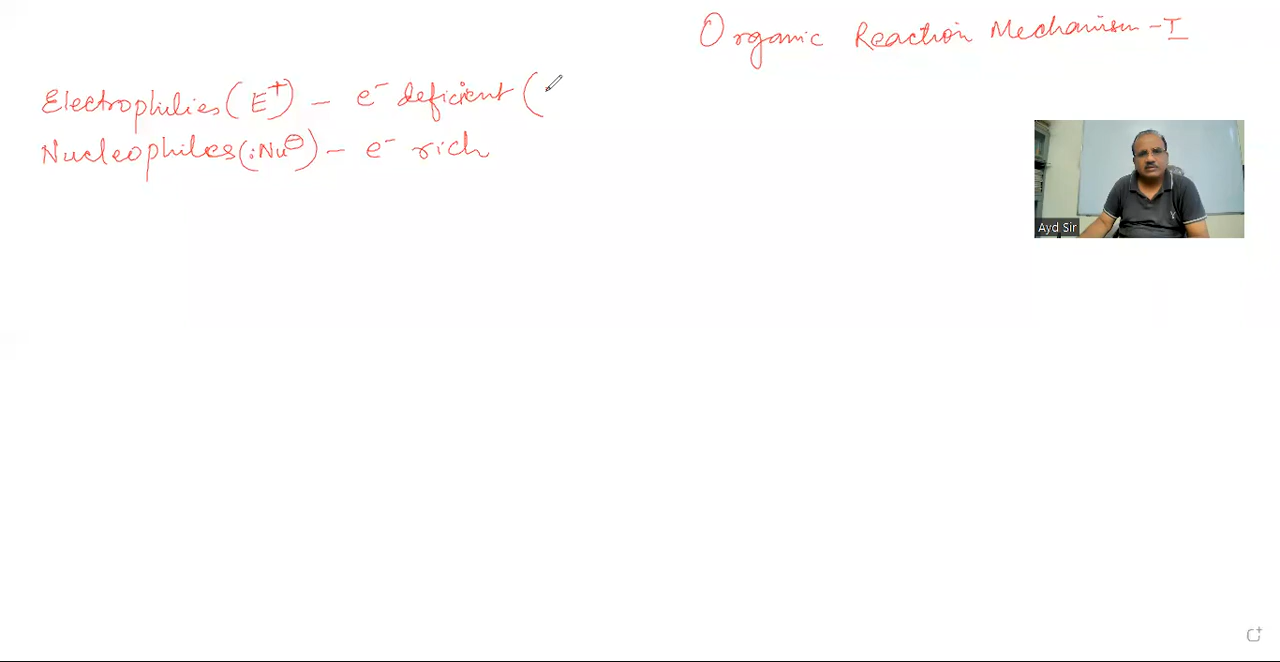 Organic Reaction Mechanism - I
Electrophilies (E⁺) - e⁻ deficient (
Nucleophiles (:Nu⊖) - e⁻ rich
Ayd Sir